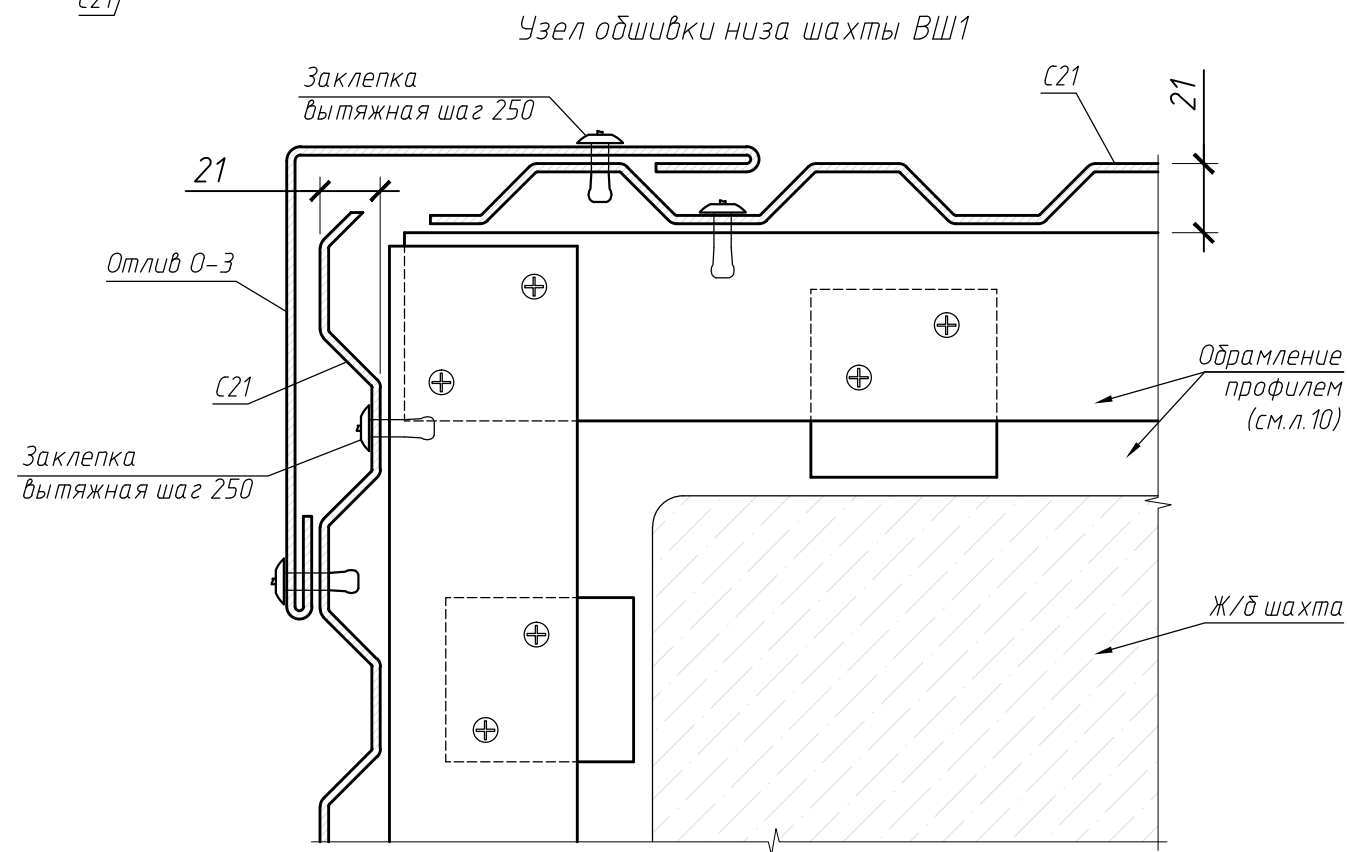 С21
Узел обшивки низа шахты ВШ1
Заклепка
вытяжная шаг 250
С21
21
21
Отлив О-3
С21
Обрамление
профилем
(см.л.10)
Заклепка
вытяжная шаг 250
Ж/б шахта